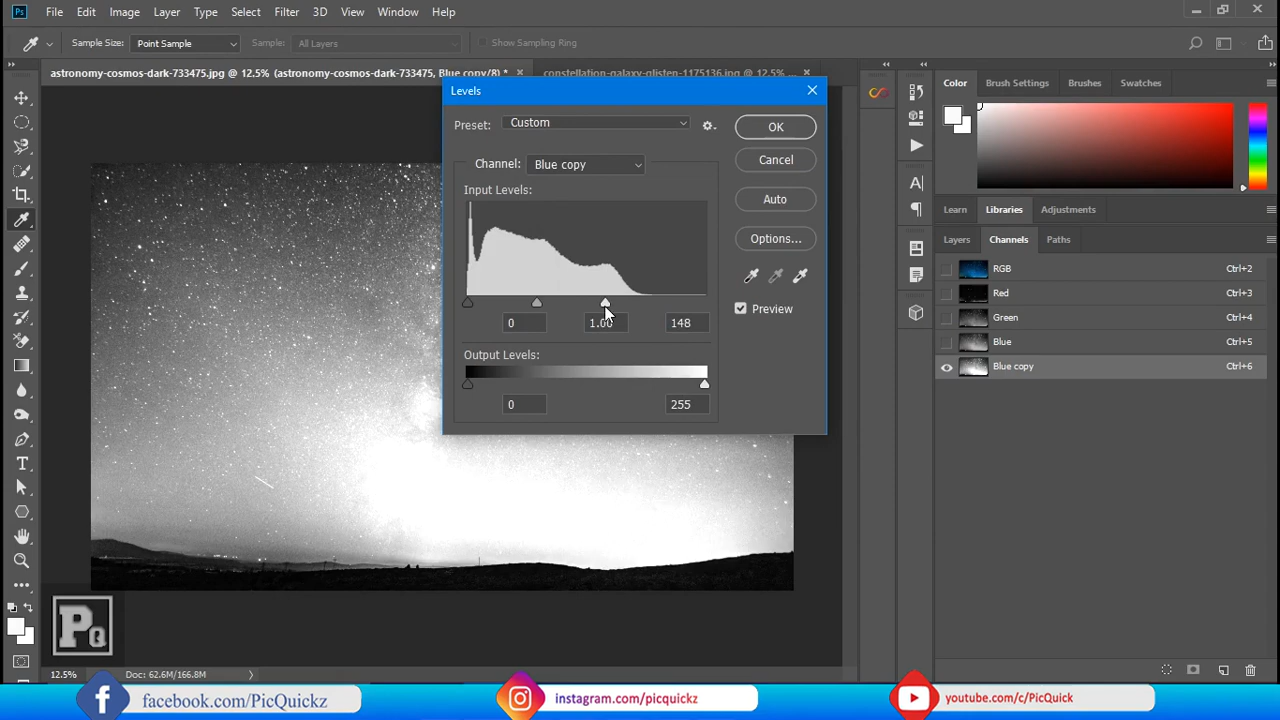 Ps File Edit Image Layer Type Select Filter 3D View Window Help
Sample Size: Point Sample Sample: All Layers Show Sampling Ring
astronomy-cosmos-dark-733475.jpg @ 12.5% (astronomy-cosmos-dark-733475, Blue copy/8) * × constellation-galaxy-glisten-1175136.jpg @ 12.5% ... ×
Levels
Preset: Custom
OK
Channel: Blue copy
Cancel
Input Levels:
Auto
Options...
Preview
0 1.00 148
Output Levels:
0 255
Color Brush Settings Brushes Swatches
Learn Libraries Adjustments
Layers Channels Paths
RGB Ctrl+2
Red Ctrl+3
Green Ctrl+4
Blue Ctrl+5
Blue copy Ctrl+6
PQ
12.5% Doc: 62.6M/166.8M
facebook.com/PicQuickz
instagram.com/picquickz
youtube.com/c/PicQuick